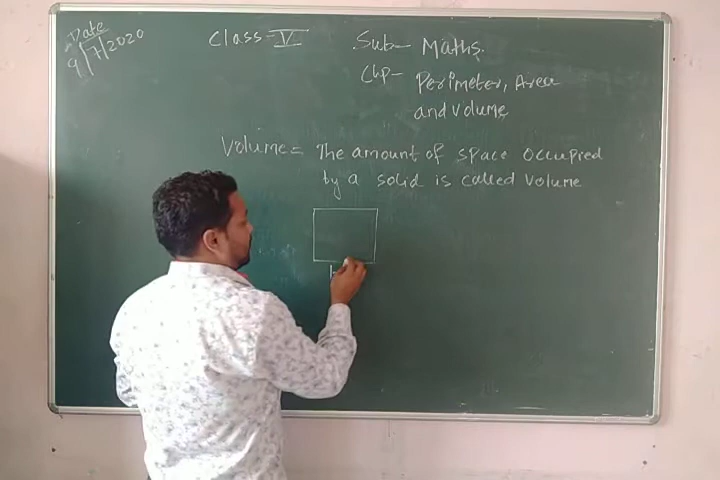 Date
9/7/2020
Class-V
Sub- Maths.
Chp- Perimeter, Area
and volume
Volume = The amount of space occupied
by a solid is called volume